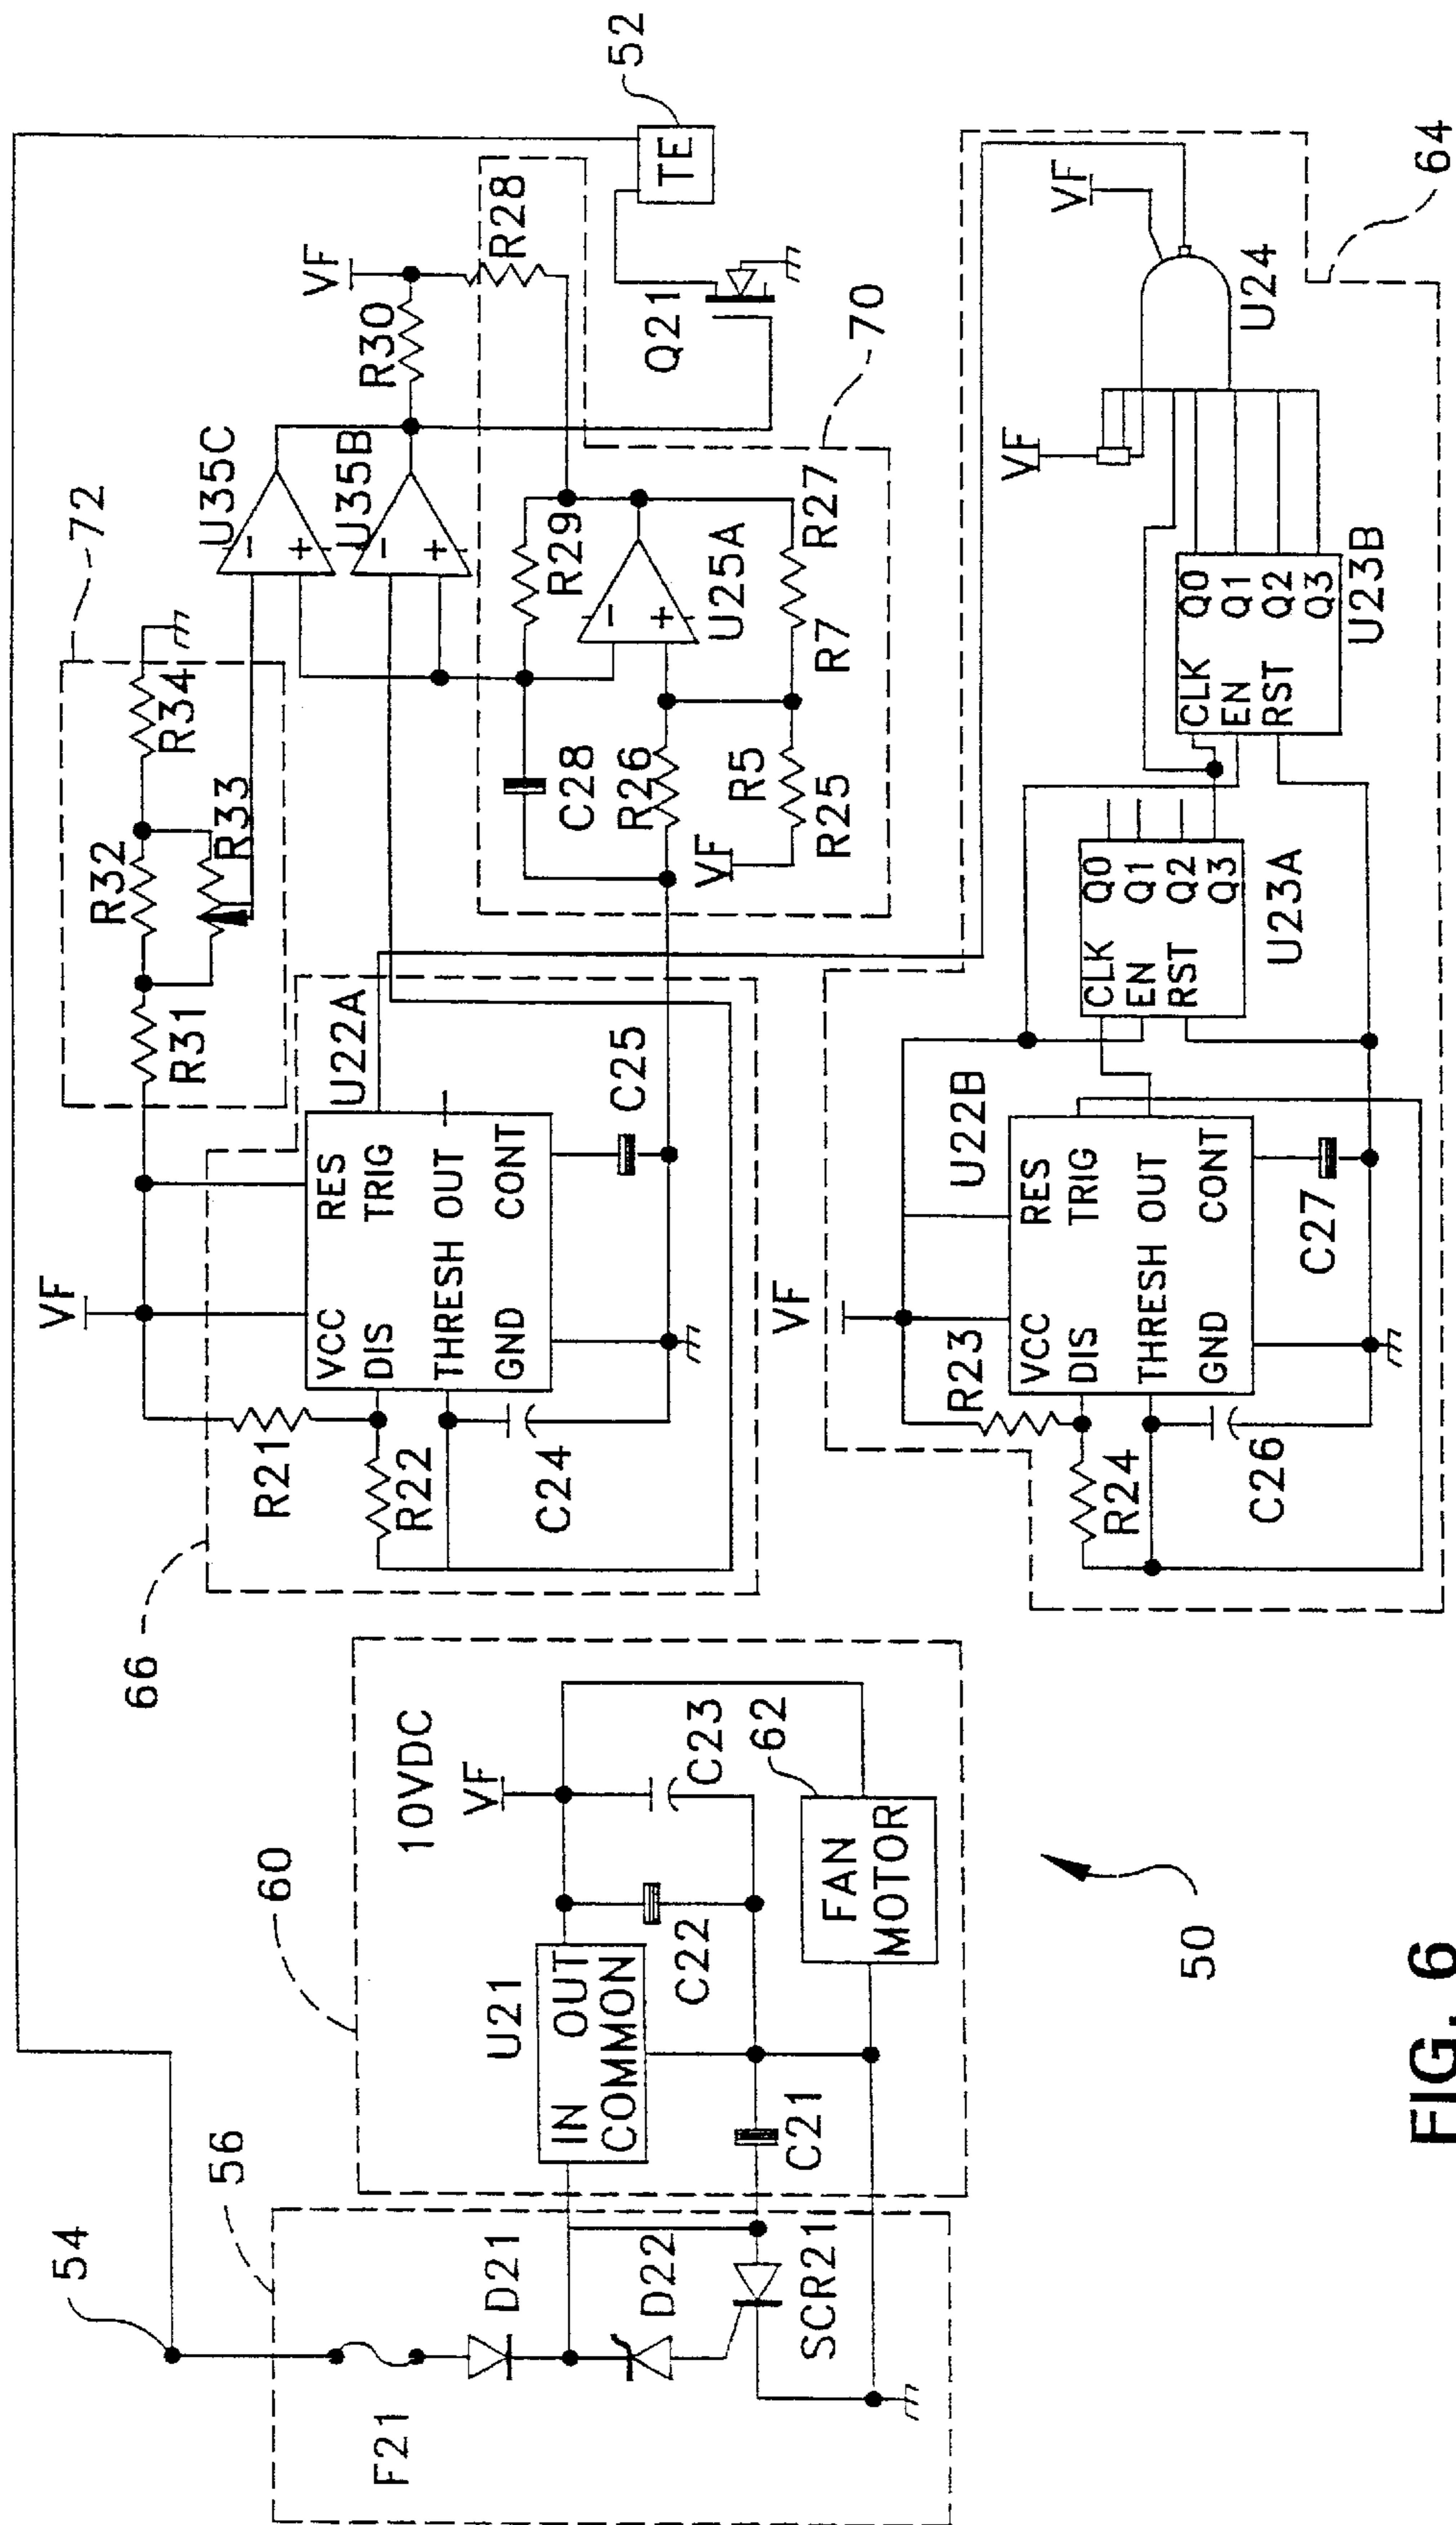 54
56
F21
D21
D22
SCR21
60
10VDC
VF
U21
IN OUT
COMMON
C21
C22
C23
62
FAN
MOTOR
50
66
VF
R21
R22
C24
VCC RES
DIS TRIG
THRESH OUT
GND CONT
U22A
C25
72
R31
R32
R33
R34
U35C
- +
U35B
- +
VF
R30
R28
C28
R29
R26
U25A
- +
VF
R5
R25
R7
R27
70
Q21
TE
52
VF
R23
R24
C26
VCC RES
DIS TRIG
THRESH OUT
GND CONT
U22B
C27
CLK Q0
EN Q1
RST Q2
Q3
U23A
CLK Q0
EN Q1
RST Q2
Q3
U23B
VF
VF
U24
64
FIG. 6